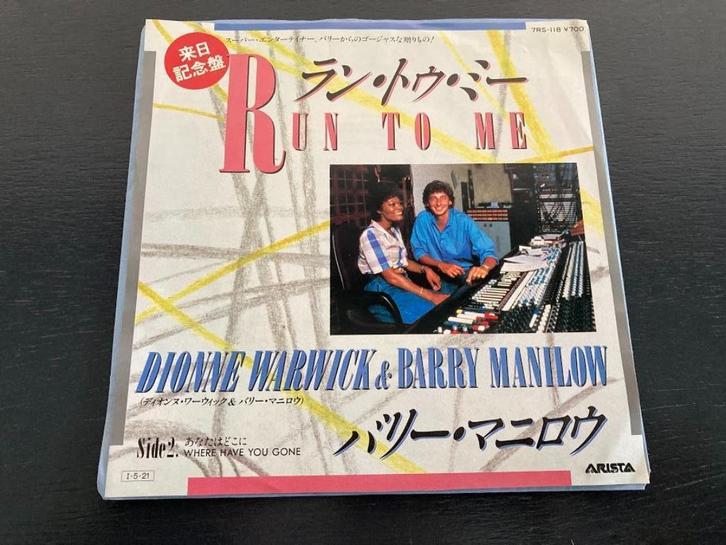 スーパー・エンターテイナー、バリーからのゴージャスな贈りもの!
7RS-118 ¥700
来日
記念盤
ラン・トゥ・ミー
RUN TO ME
DIONNE WARWICK & BARRY MANILOW
(ディオンヌ・ワーウィック & バリー・マニロウ)
バリー・マニロウ
Side2. あなたはどこに
WHERE HAVE YOU GONE
I-5-21
ARISTA